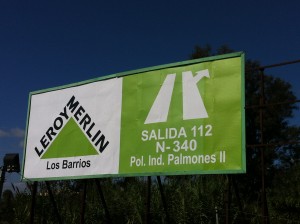 LEROY MERLIN
Los Barrios
SALIDA 112
N-340
Pol. Ind. Palmones II